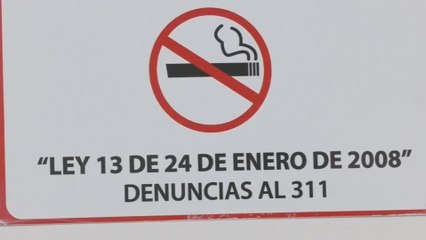 “LEY 13 DE 24 DE ENERO DE 2008”
DENUNCIAS AL 311